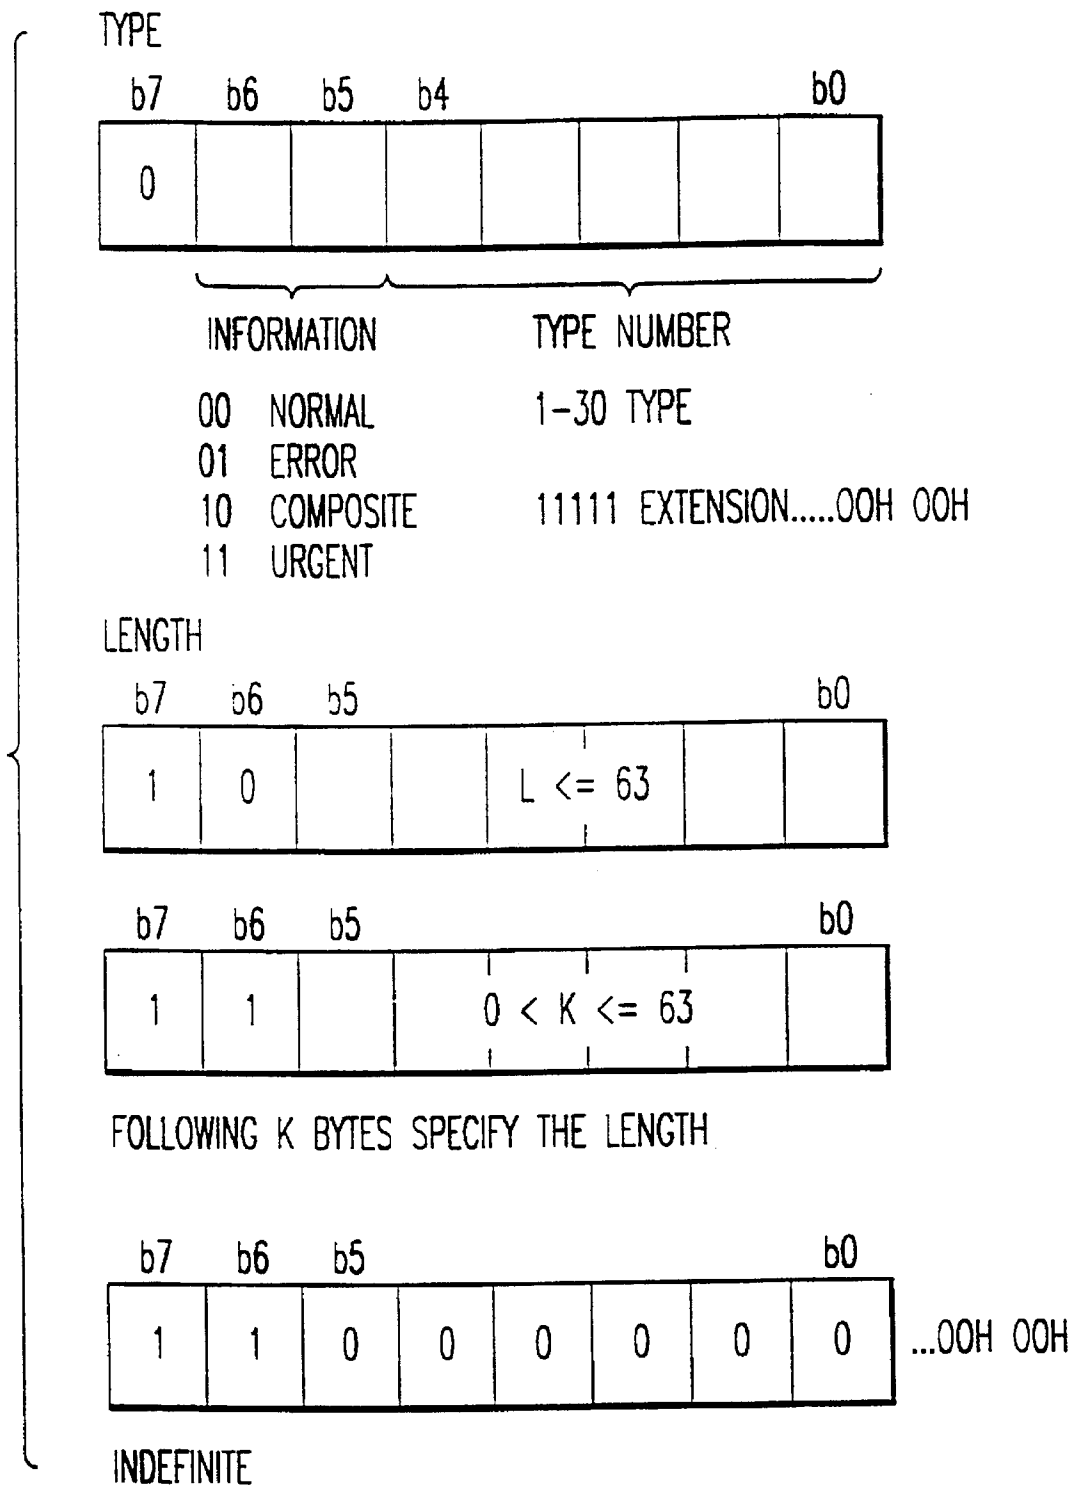 TYPE
b7 b6 b5 b4 b0
0
INFORMATION TYPE NUMBER
00 NORMAL 1-30 TYPE
01 ERROR
10 COMPOSITE 11111 EXTENSION.....00H 00H
11 URGENT
LENGTH
b7 b6 b5 b0
1 0 L <= 63
b7 b6 b5 b0
1 1 0 < K <= 63
FOLLOWING K BYTES SPECIFY THE LENGTH
b7 b6 b5 b0
1 1 0 0 0 0 0 0 ...00H 00H
INDEFINITE